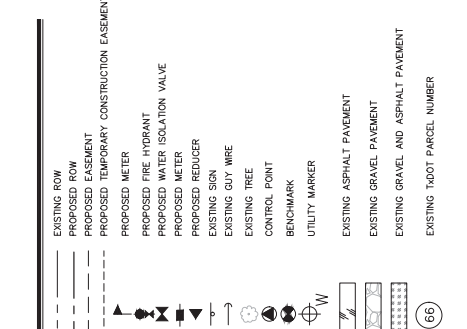 EXISTING ROW
PROPOSED ROW
PROPOSED EASEMENT
PROPOSED TEMPORARY CONSTRUCTION EASEMENT
PROPOSED METER
PROPOSED FIRE HYDRANT
PROPOSED WATER ISOLATION VALVE
PROPOSED METER
PROPOSED REDUCER
EXISTING SIGN
EXISTING GUY WIRE
EXISTING TREE
CONTROL POINT
BENCHMARK
W UTILITY MARKER
EXISTING ASPHALT PAVEMENT
EXISTING GRAVEL PAVEMENT
EXISTING GRAVEL AND ASPHALT PAVEMENT
66 EXISTING TxDOT PARCEL NUMBER